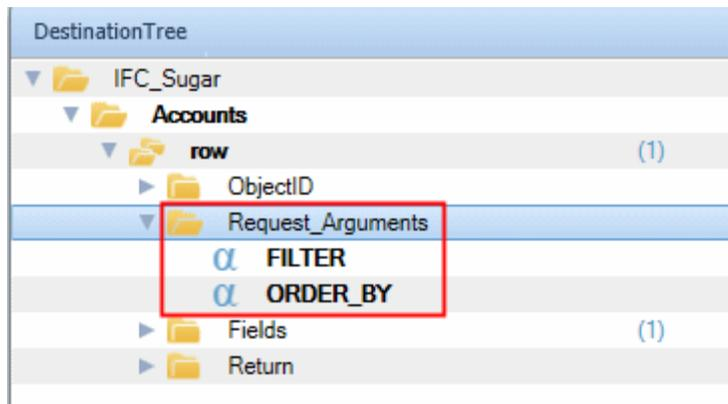 DestinationTree
IFC_Sugar
Accounts
row (1)
ObjectID
Request_Arguments
α FILTER
α ORDER_BY
Fields (1)
Return